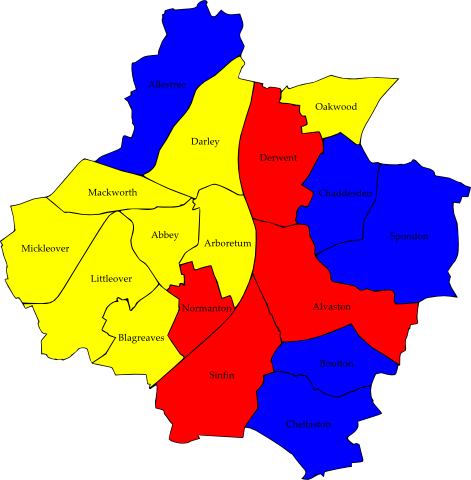 Allestree
Oakwood
Darley
Derwent
Mackworth
Chaddesden
Abbey
Spondon
Arboretum
Mickleover
Littleover
Normanton
Alvaston
Blagreaves
Boulton
Sinfin
Chellaston